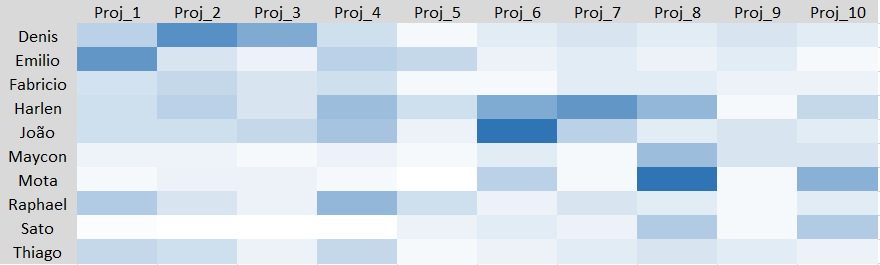 Proj_1 Proj_2 Proj_3 Proj_4 Proj_5 Proj_6 Proj_7 Proj_8 Proj_9 Proj_10
Denis
Emilio
Fabricio
Harlen
João
Maycon
Mota
Raphael
Sato
Thiago